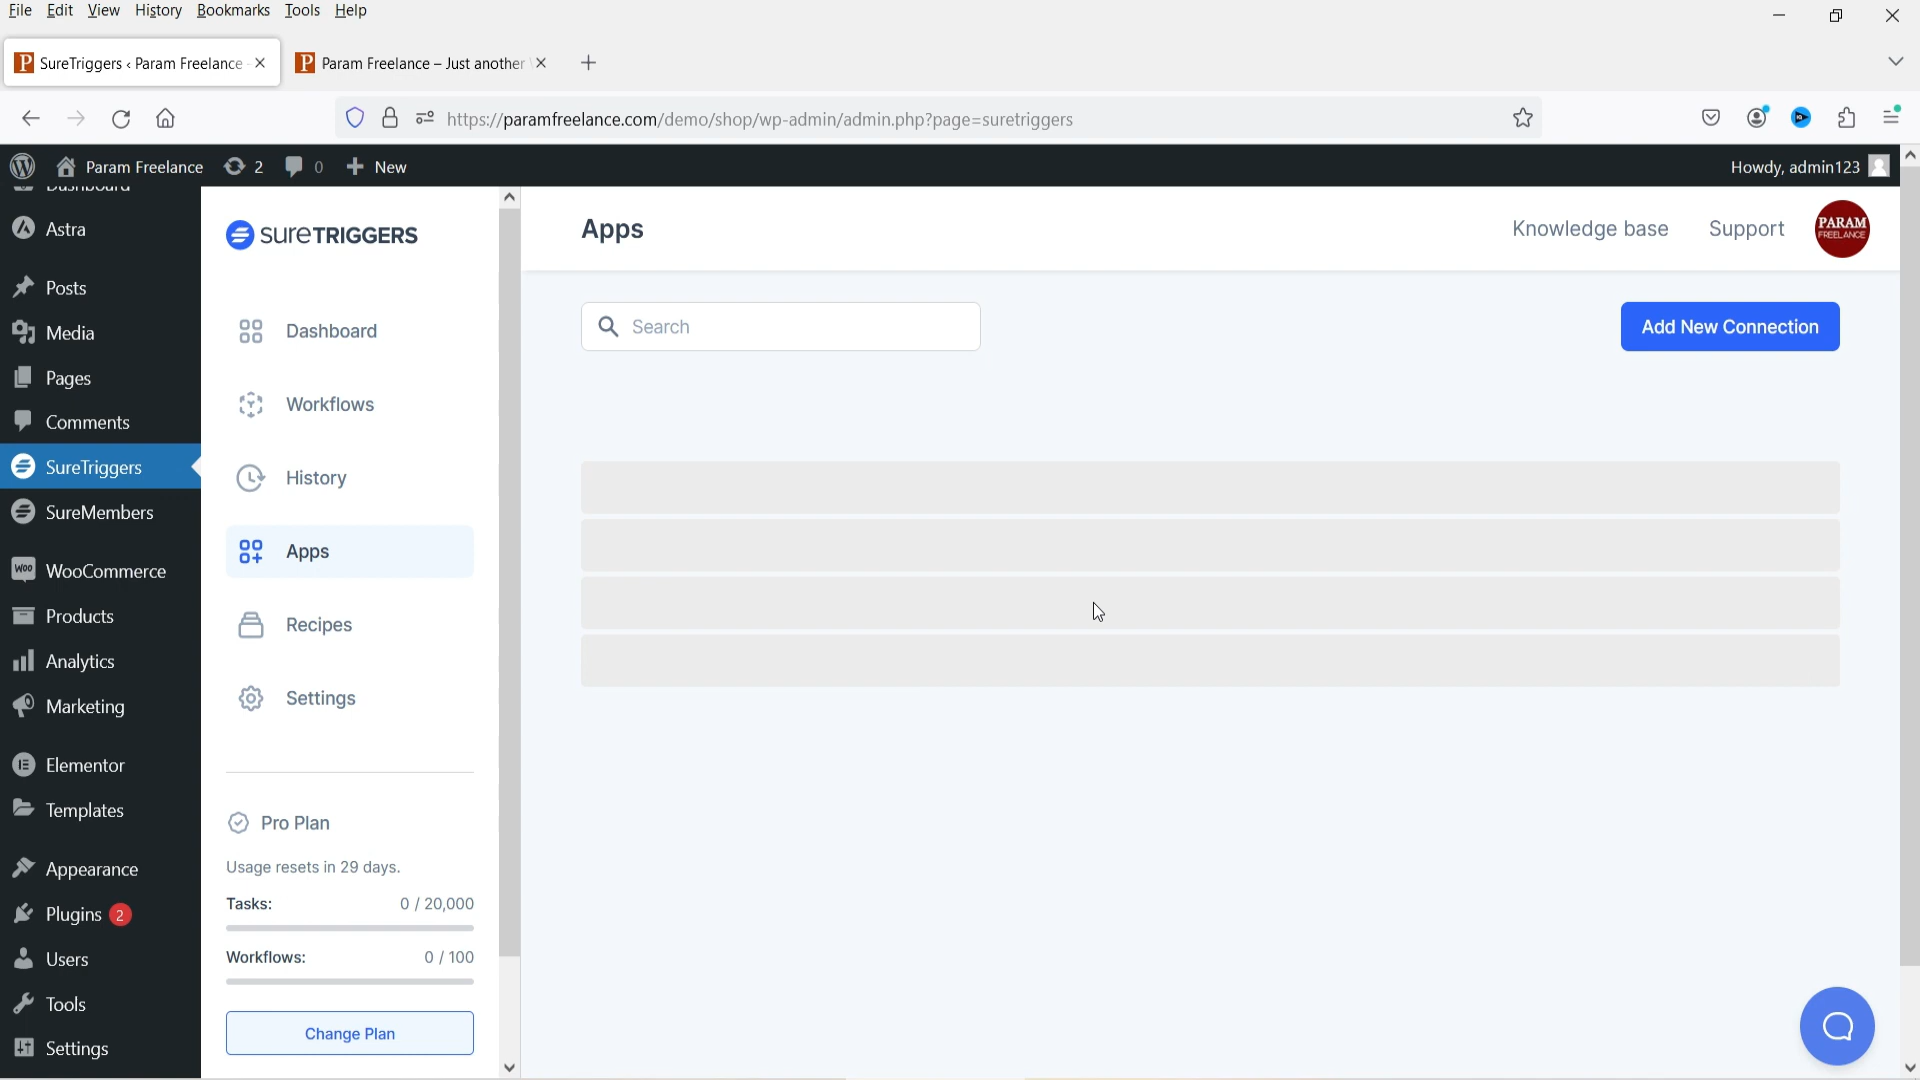 File Edit View History Bookmarks Tools Help
SureTriggers ‹ Param Freelance
Param Freelance – Just another
https://paramfreelance.com/demo/shop/wp-admin/admin.php?page=suretriggers
Param Freelance 2 0 New
Howdy, admin123
Dashboard
Astra
Posts
Media
Pages
Comments
SureTriggers
SureMembers
WooCommerce
Products
Analytics
Marketing
Elementor
Templates
Appearance
Plugins 2
Users
Tools
Settings
SURETRIGGERS
Dashboard
Workflows
History
Apps
Recipes
Settings
Pro Plan
Usage resets in 29 days.
Tasks: 0 / 20,000
Workflows: 0 / 100
Change Plan
Apps
Knowledge base
Support
PARAM
FREELANCE
Search
Add New Connection